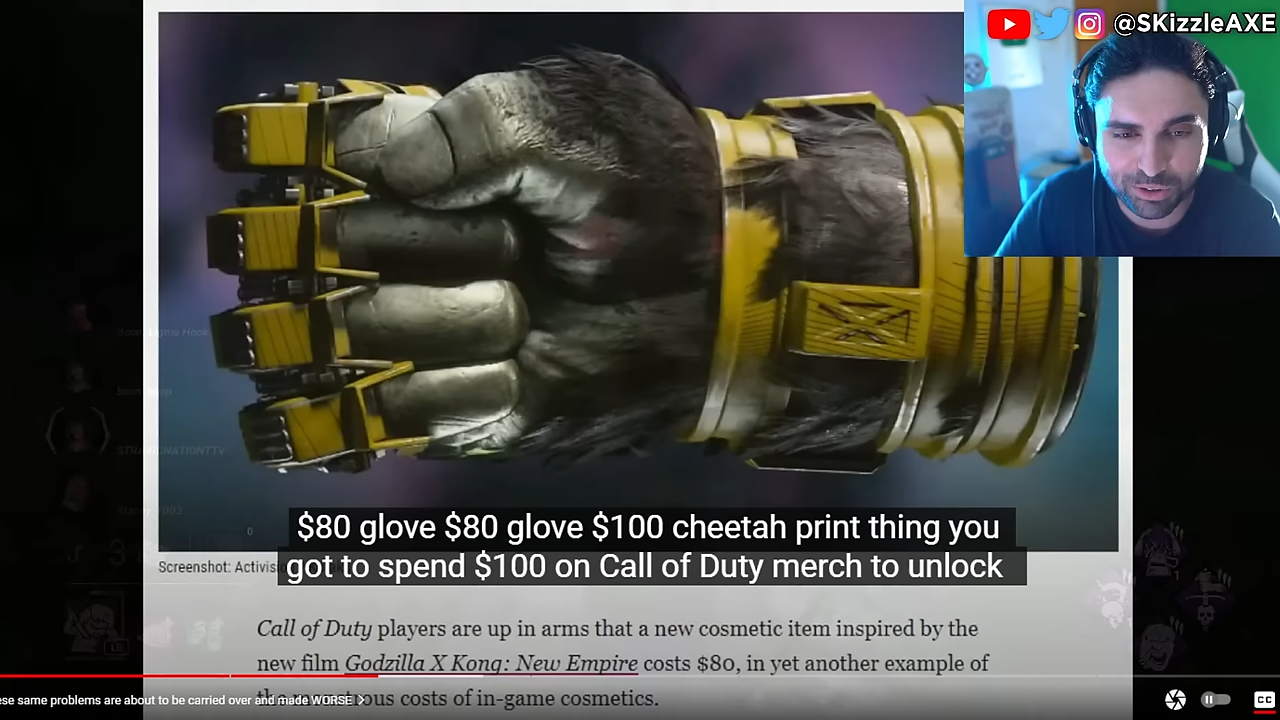 @SKizzleAXE
$80 glove $80 glove $100 cheetah print thing you
got to spend $100 on Call of Duty merch to unlock
Screenshot: Activis
Call of Duty players are up in arms that a new cosmetic item inspired by the
new film Godzilla X Kong: New Empire costs $80, in yet another example of
costs of in-game cosmetics.
ese same problems are about to be carried over and made WORSE >
CC